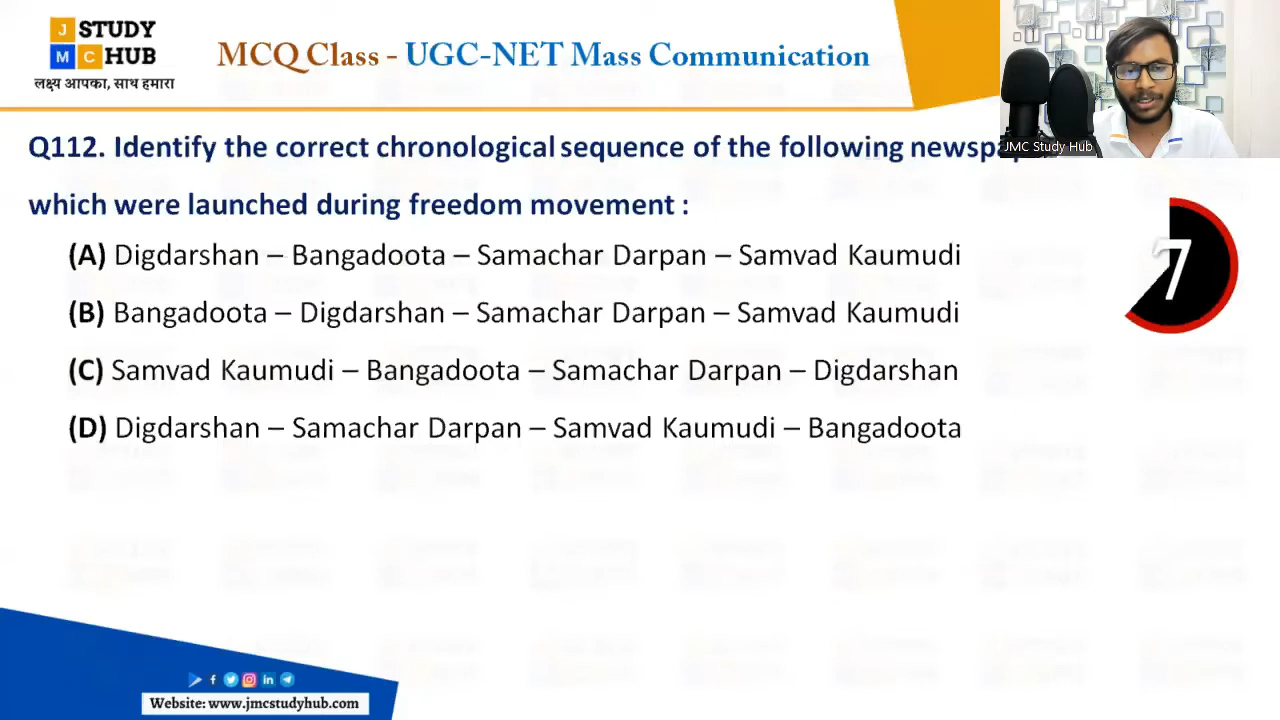 J STUDY
M C HUB
लक्ष्य आपका, साथ हमारा
MCQ Class - UGC-NET Mass Communication
JMC Study Hub
Q112. Identify the correct chronological sequence of the following newspap
which were launched during freedom movement :
(A) Digdarshan – Bangadoota – Samachar Darpan – Samvad Kaumudi
(B) Bangadoota – Digdarshan – Samachar Darpan – Samvad Kaumudi
(C) Samvad Kaumudi – Bangadoota – Samachar Darpan – Digdarshan
(D) Digdarshan – Samachar Darpan – Samvad Kaumudi – Bangadoota
7
Website: www.jmcstudyhub.com